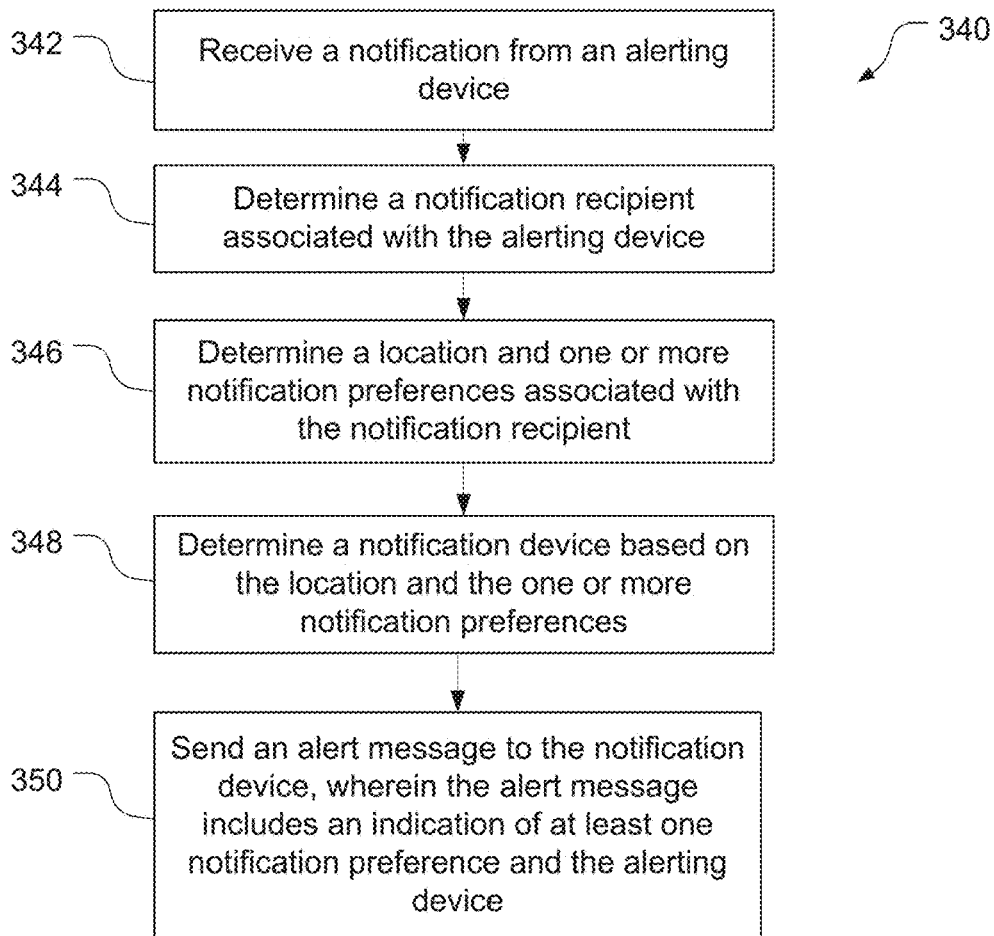 340
342
Receive a notification from an alerting
device
344
Determine a notification recipient
associated with the alerting device
346
Determine a location and one or more
notification preferences associated with
the notification recipient
348
Determine a notification device based on
the location and the one or more
notification preferences
350
Send an alert message to the notification
device, wherein the alert message
includes an indication of at least one
notification preference and the alerting
device